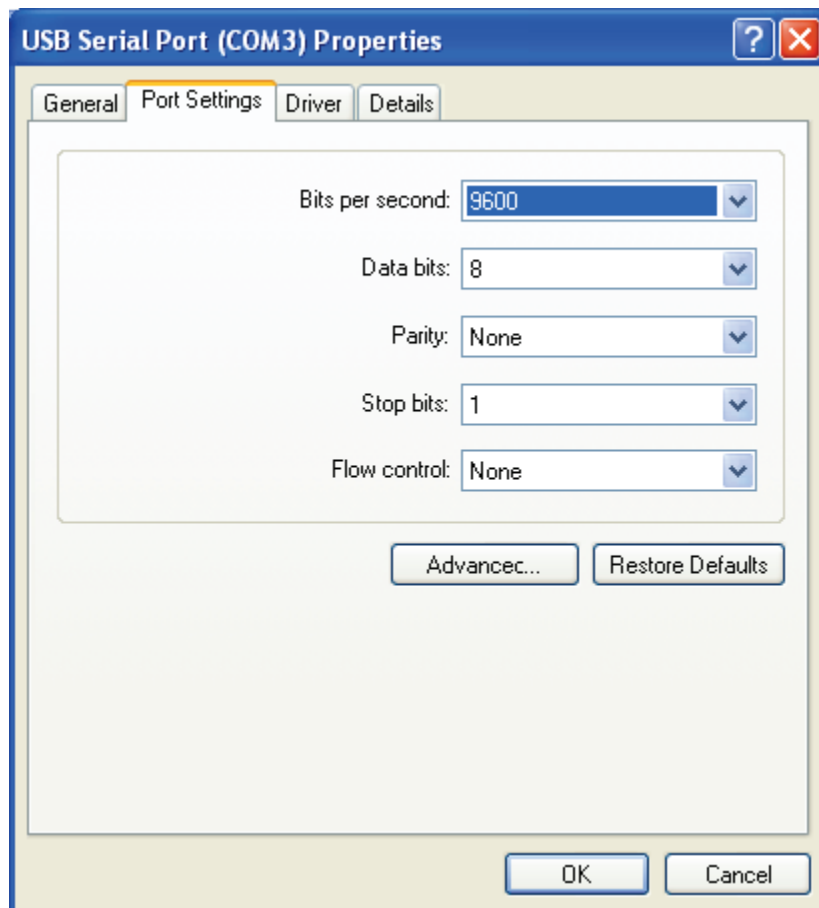 USB Serial Port (COM3) Properties
General Port Settings Driver Details
Bits per second: 9600
Data bits: 8
Parity: None
Stop bits: 1
Flow control: None
Advancec... Restore Defaults
OK Cancel